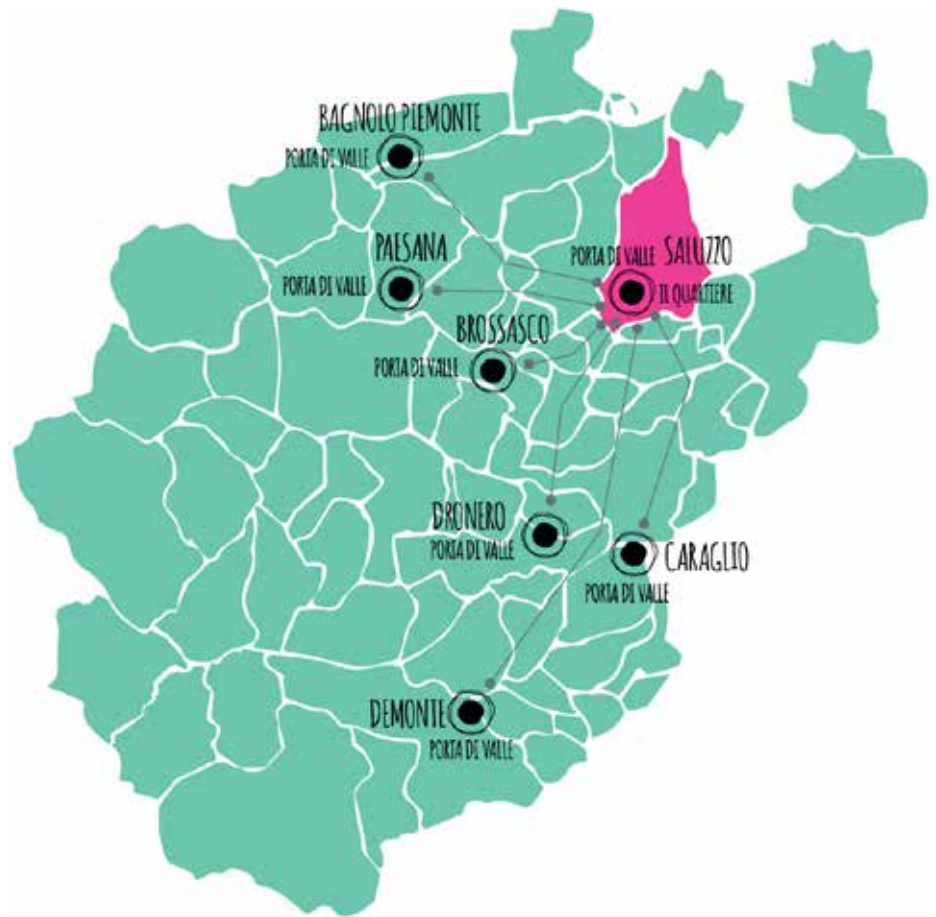 BAGNOLO PIEMONTE
PORTA DI VALLE
PAESANA
PORTA DI VALLE
PORTA DI VALLE SALUZZO
IL QUARTIERE
BROSSASCO
PORTA DI VALLE
DRONERO
PORTA DI VALLE
CARAGLIO
PORTA DI VALLE
DEMONTE
PORTA DI VALLE